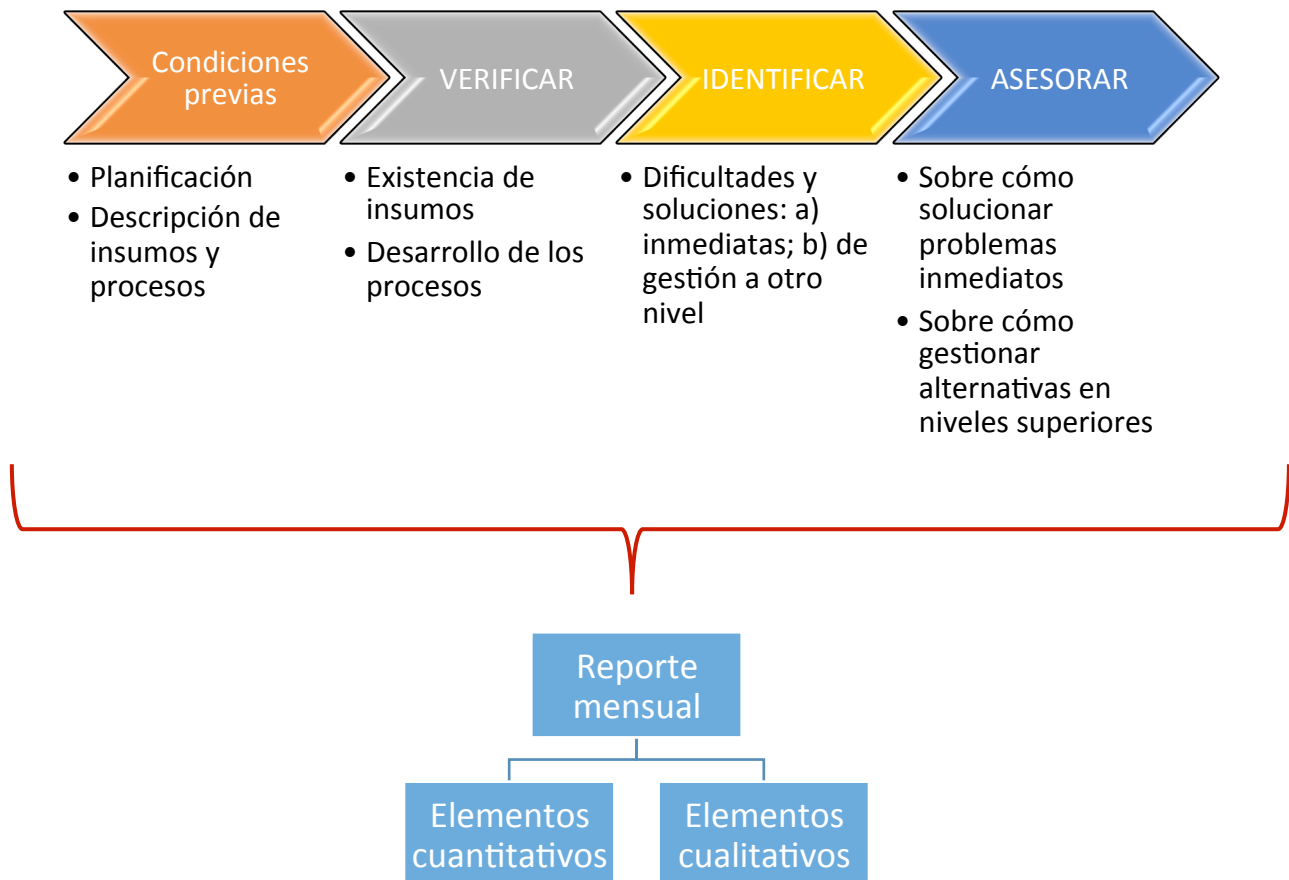 Condiciones
previas
VERIFICAR
IDENTIFICAR
ASESORAR
• Planificación
• Descripción de
insumos y
procesos
• Existencia de
insumos
• Desarrollo de los
procesos
• Dificultades y
soluciones: a)
inmediatas; b) de
gestión a otro
nivel
• Sobre cómo
solucionar
problemas
inmediatos
• Sobre cómo
gestionar
alternativas en
niveles superiores
Reporte
mensual
Elementos
cuantitativos
Elementos
cualitativos